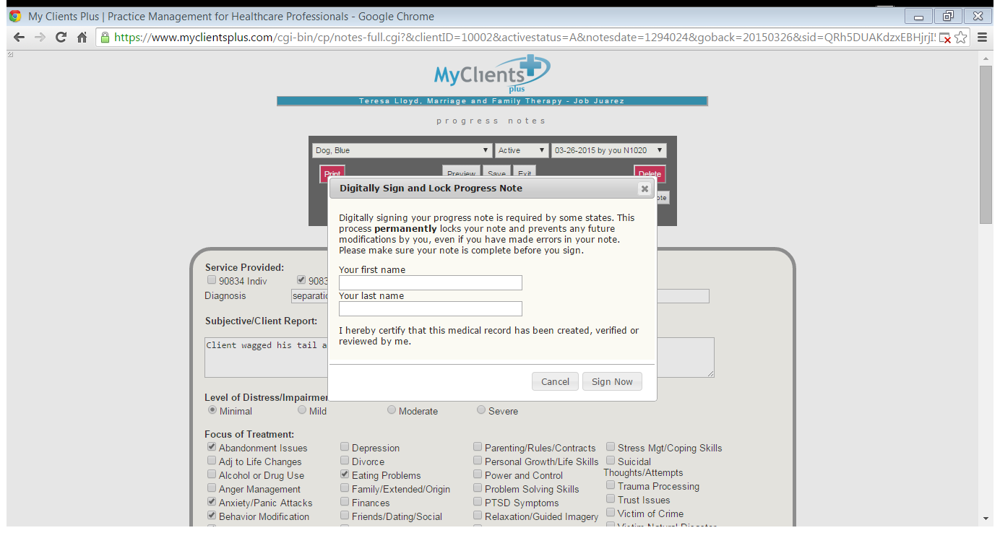 My Clients Plus | Practice Management for Healthcare Professionals - Google Chrome
https://www.myclientsplus.com/cgi-bin/cp/notes-full.cgi?&clientID=10002&activestatus=A&notesdate=1294024&goback=20150326&sid=
MyClients
plus
Teresa Lloyd, Marriage and Family Therapy - Job Juarez
progress notes
Dog, Blue Active 03-26-2015 by you N1020
Print Preview Save Exit Delete
Digitally Sign and Lock Progress Note
ote
Digitally signing your progress note is required by some states. This
process permanently locks your note and prevents any future
modifications by you, even if you have made errors in your note.
Please make sure your note is complete before you sign.
Your first name
Your last name
I hereby certify that this medical record has been created, verified or
reviewed by me.
Cancel Sign Now
Service Provided:
90834 Indiv 9083
Diagnosis separatio
Subjective/Client Report:
Client wagged his tail a
Level of Distress/Impairmen
Minimal Mild Moderate Severe
Focus of Treatment:
Abandonment Issues Depression Parenting/Rules/Contracts Stress Mgt/Coping Skills
Adj to Life Changes Divorce Personal Growth/Life Skills Suicidal
Thoughts/Attempts
Alcohol or Drug Use Eating Problems Power and Control
Anger Management Family/Extended/Origin Problem Solving Skills Trauma Processing
Anxiety/Panic Attacks Finances PTSD Symptoms Trust Issues
Behavior Modification Friends/Dating/Social Relaxation/Guided Imagery Victim of Crime
Victim Natural Disaster